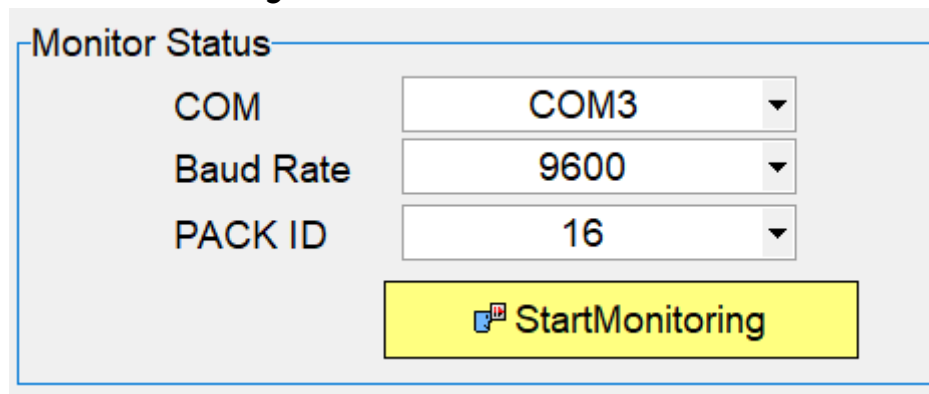 Monitor Status
COM COM3
Baud Rate 9600
PACK ID 16
StartMonitoring